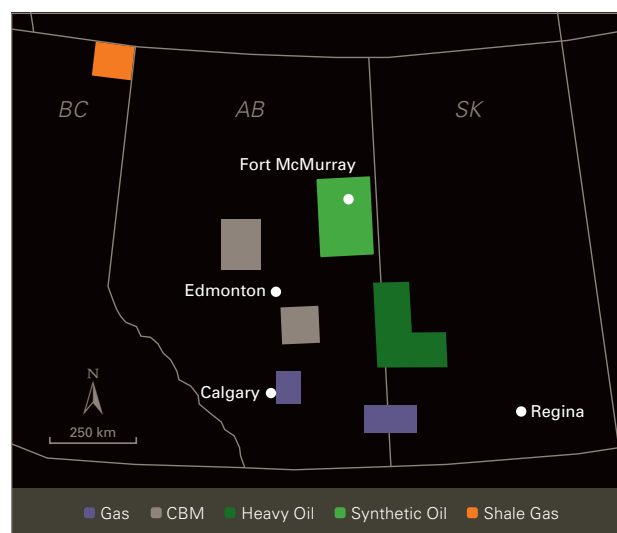 BC
AB
SK
Fort McMurray
Edmonton
Calgary
Regina
N
250 km
Gas
CBM
Heavy Oil
Synthetic Oil
Shale Gas